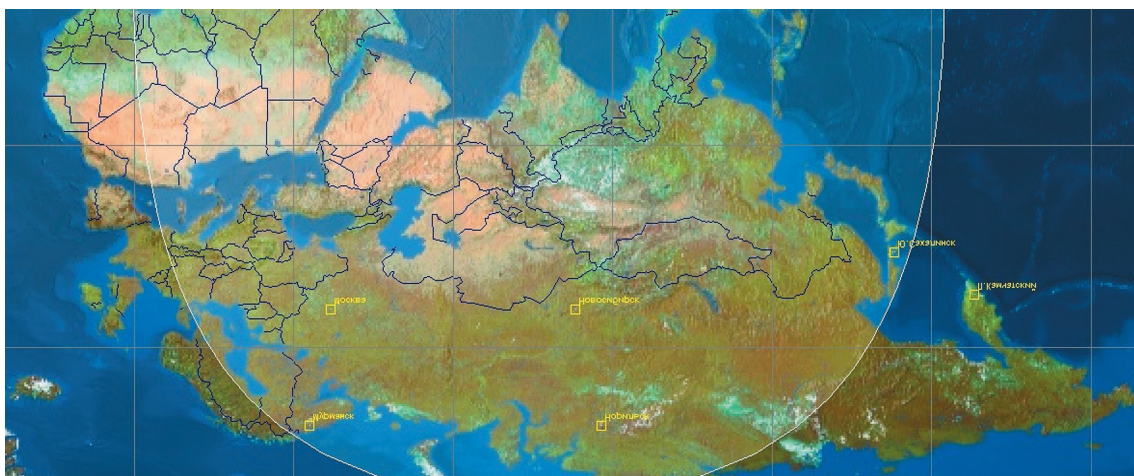 Ю.Сахалинск
П.Камчатский
Москва
Новосибирск
Мурманск
Норильск